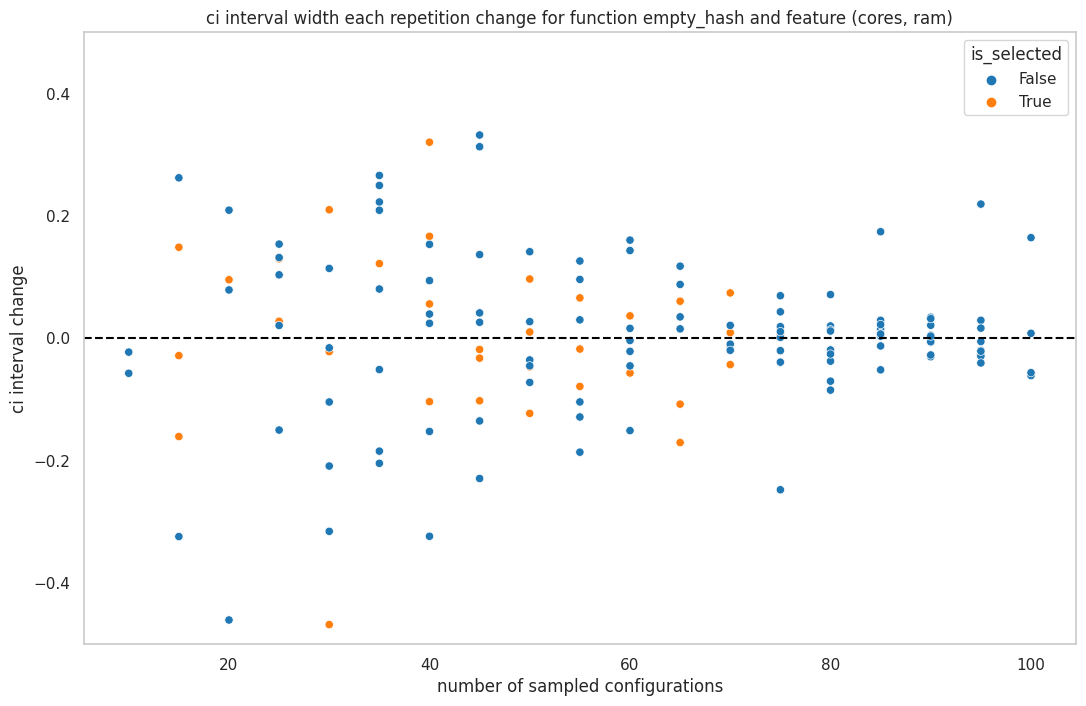 ci interval width each repetition change for function empty_hash and feature (cores, ram)
is_selected
False
True
0.4
0.2
0.0
−0.2
−0.4
ci interval change
20 40 60 80 100
number of sampled configurations